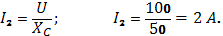 I₂ = U/X_C; I₂ = 100/50 = 2 A.